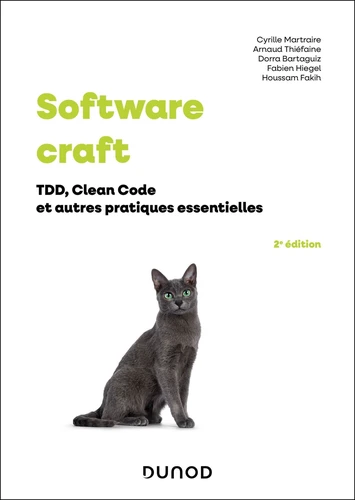 Cyrille Martraire
Arnaud Thiéfaine
Dorra Bartaguiz
Fabien Hiegel
Houssam Fakih
Software
craft
TDD, Clean Code
et autres pratiques essentielles
2e édition
DUNOD